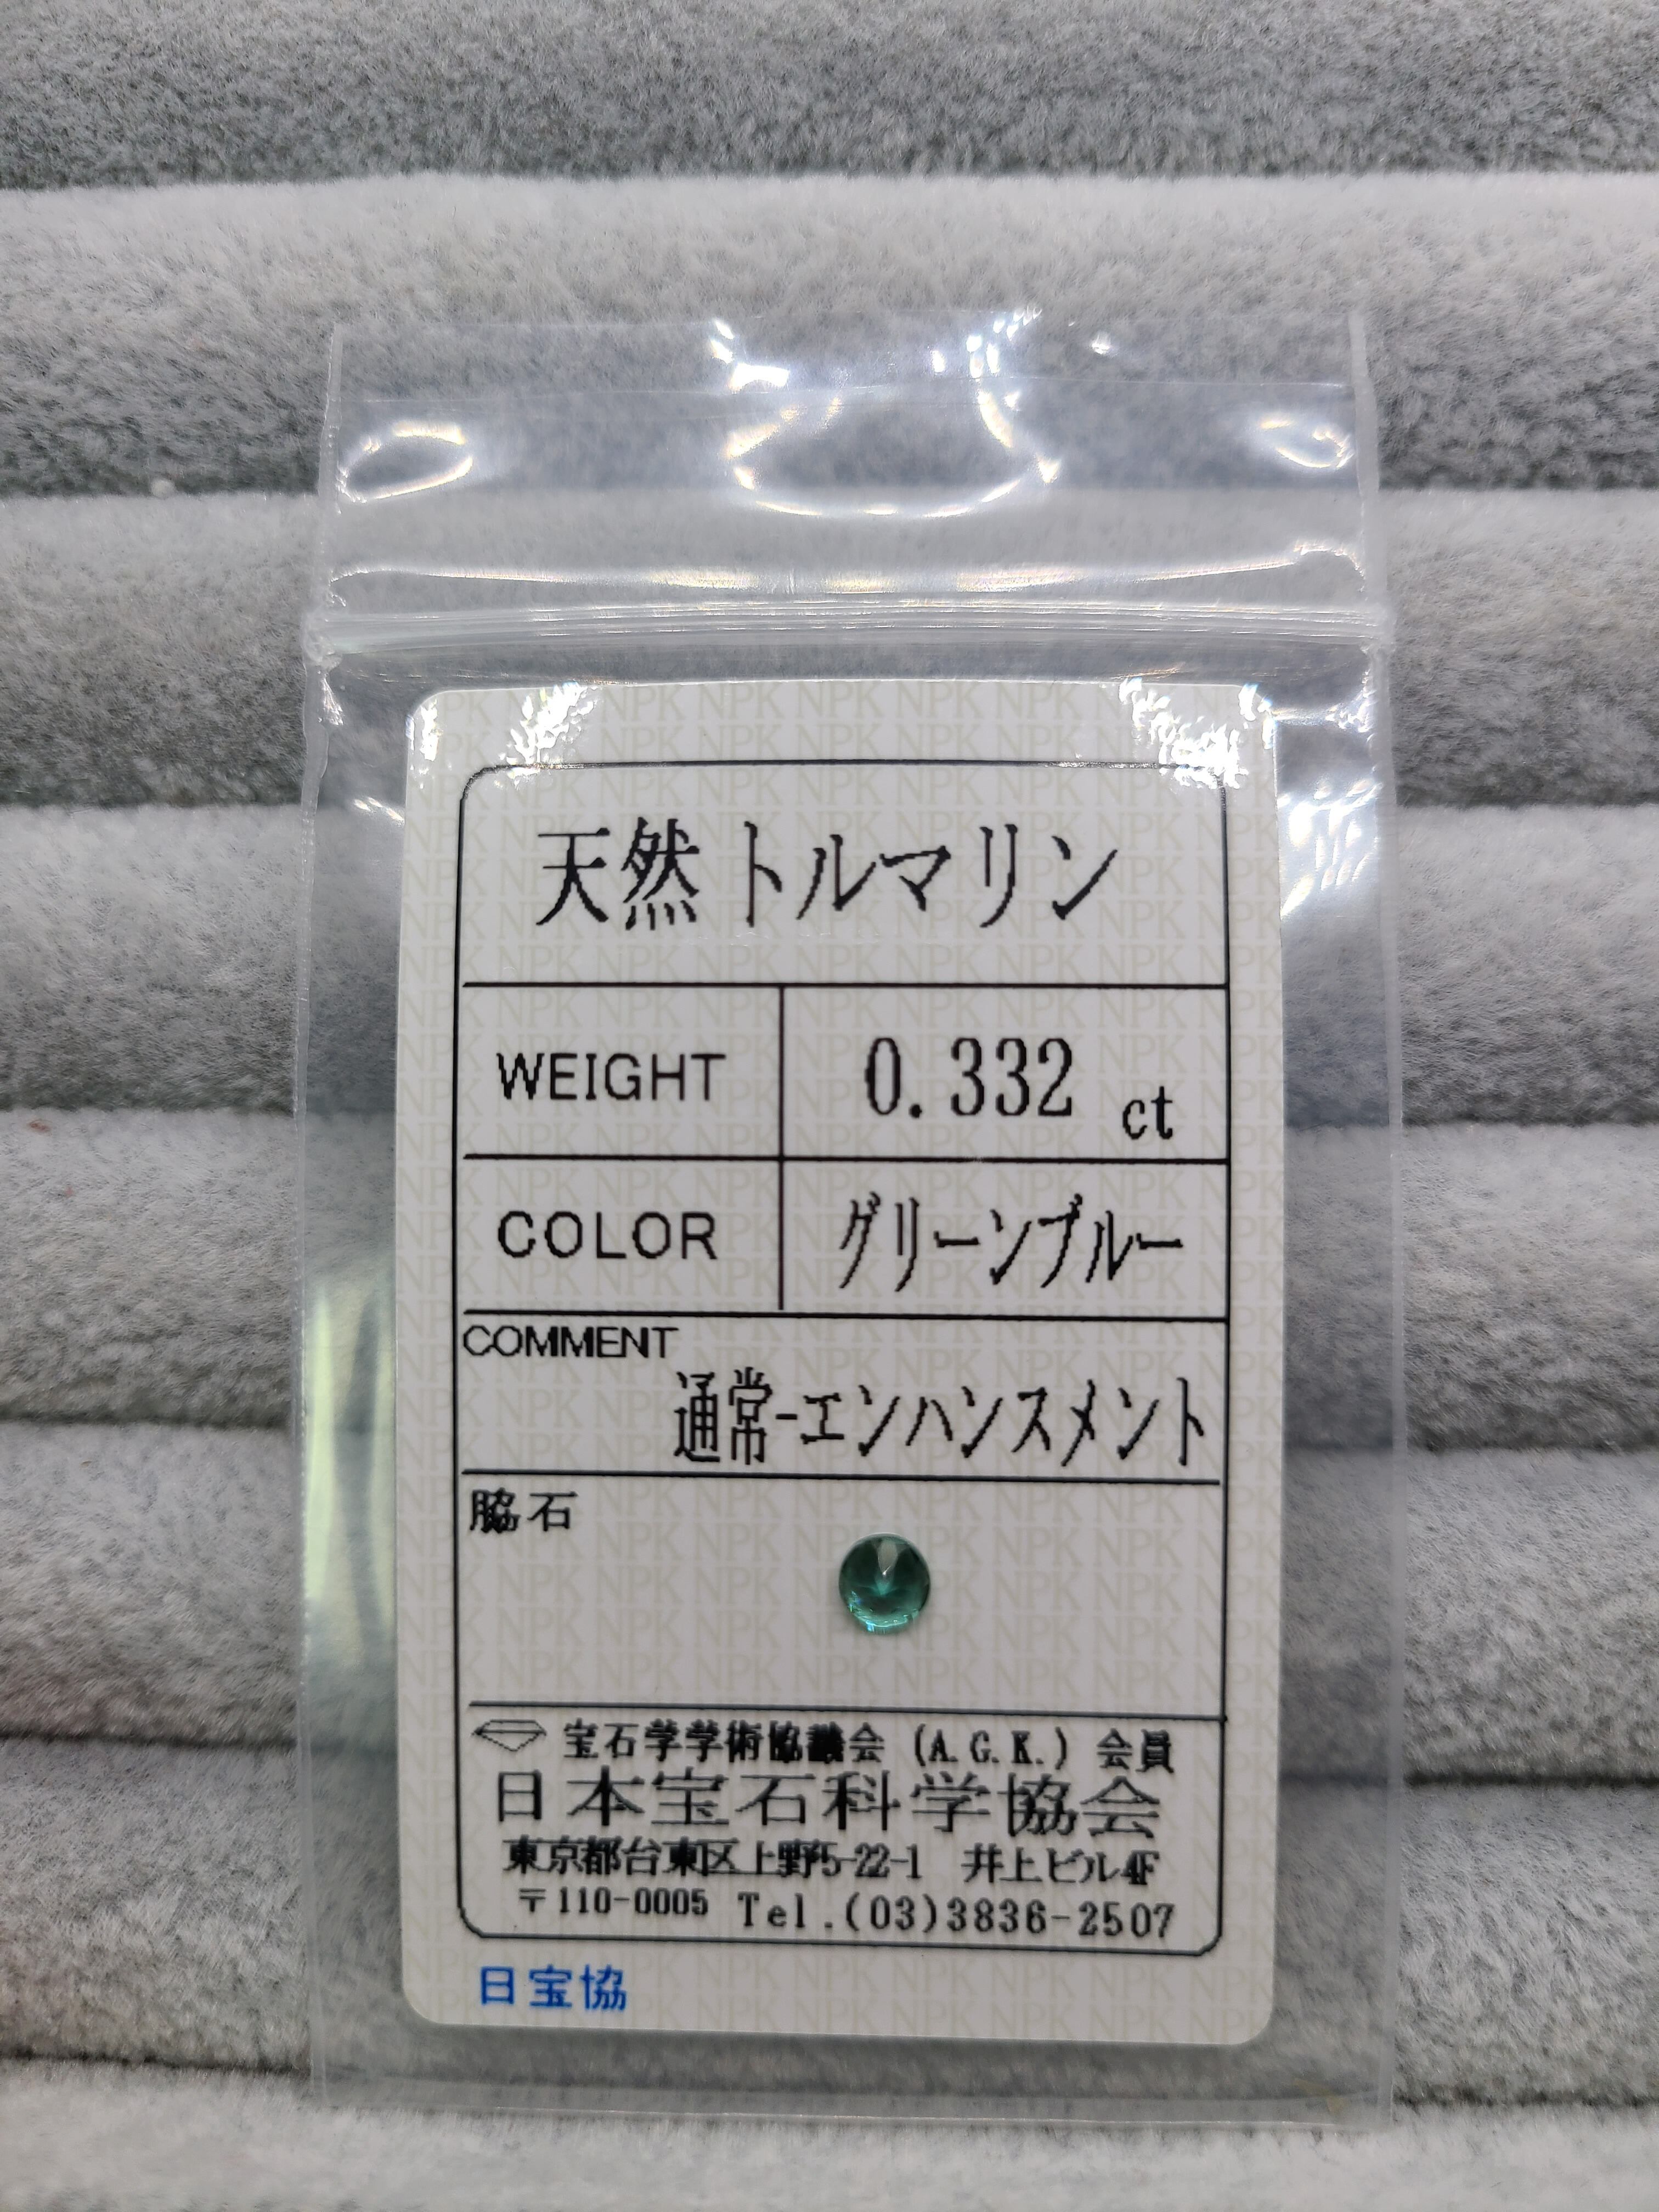 天然トルマリン
WEIGHT 0.332 ct
COLOR グリーンブルー
COMMENT
通常-エンハンスメント
脇石
宝石学学術協議会 (A.G.K.) 会員
日本宝石科学協会
東京都台東区上野5-22-1 井上ビル4F
〒110-0005 Tel.(03)3836-2507
日宝協